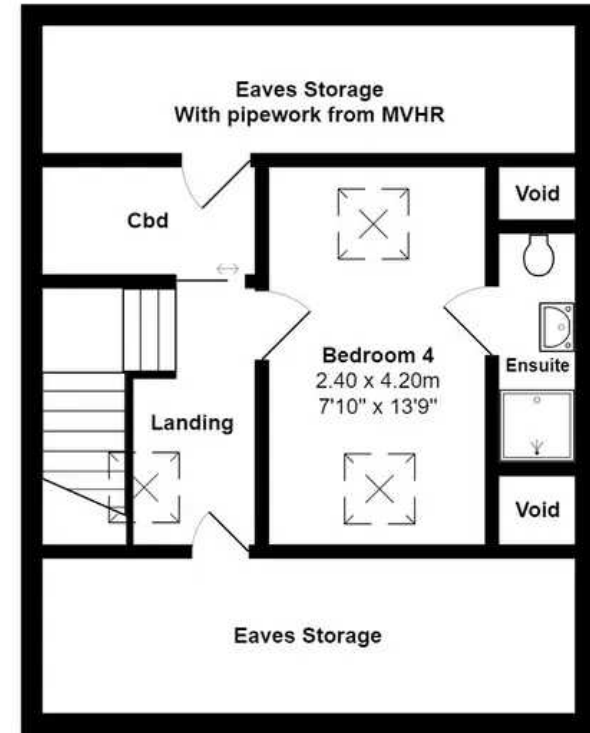 Eaves Storage
With pipework from MVHR
Cbd
Void
Bedroom 4
2.40 x 4.20m
7'10" x 13'9"
Ensuite
Landing
Void
Eaves Storage